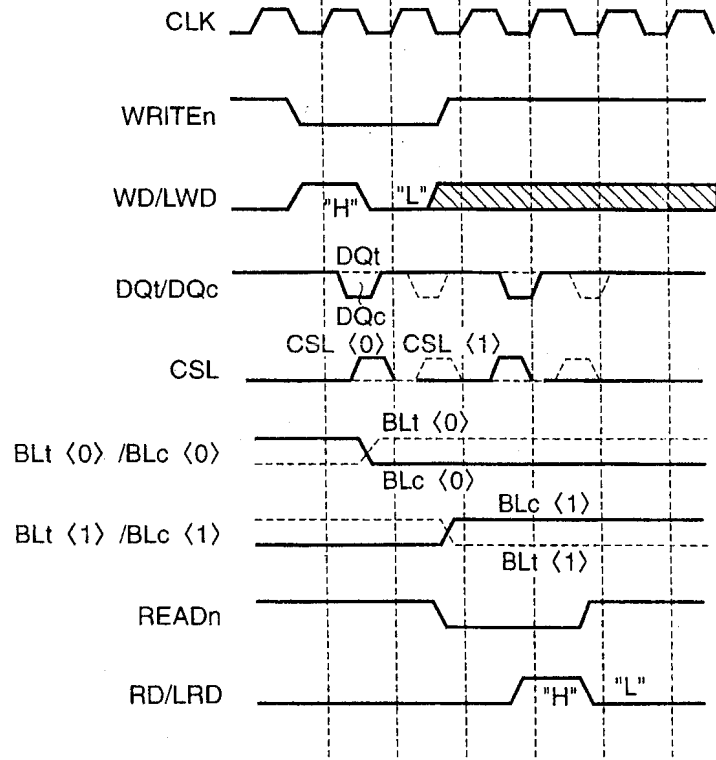 CLK
WRITEn
WD/LWD
"H"
"L"
DQt
DQt/DQc
DQc
CSL 〈0〉 CSL 〈1〉
CSL
BLt 〈0〉
BLt 〈0〉 /BLc 〈0〉
BLc 〈0〉
BLc 〈1〉
BLt 〈1〉 /BLc 〈1〉
BLt 〈1〉
READn
RD/LRD
"H"
"L"